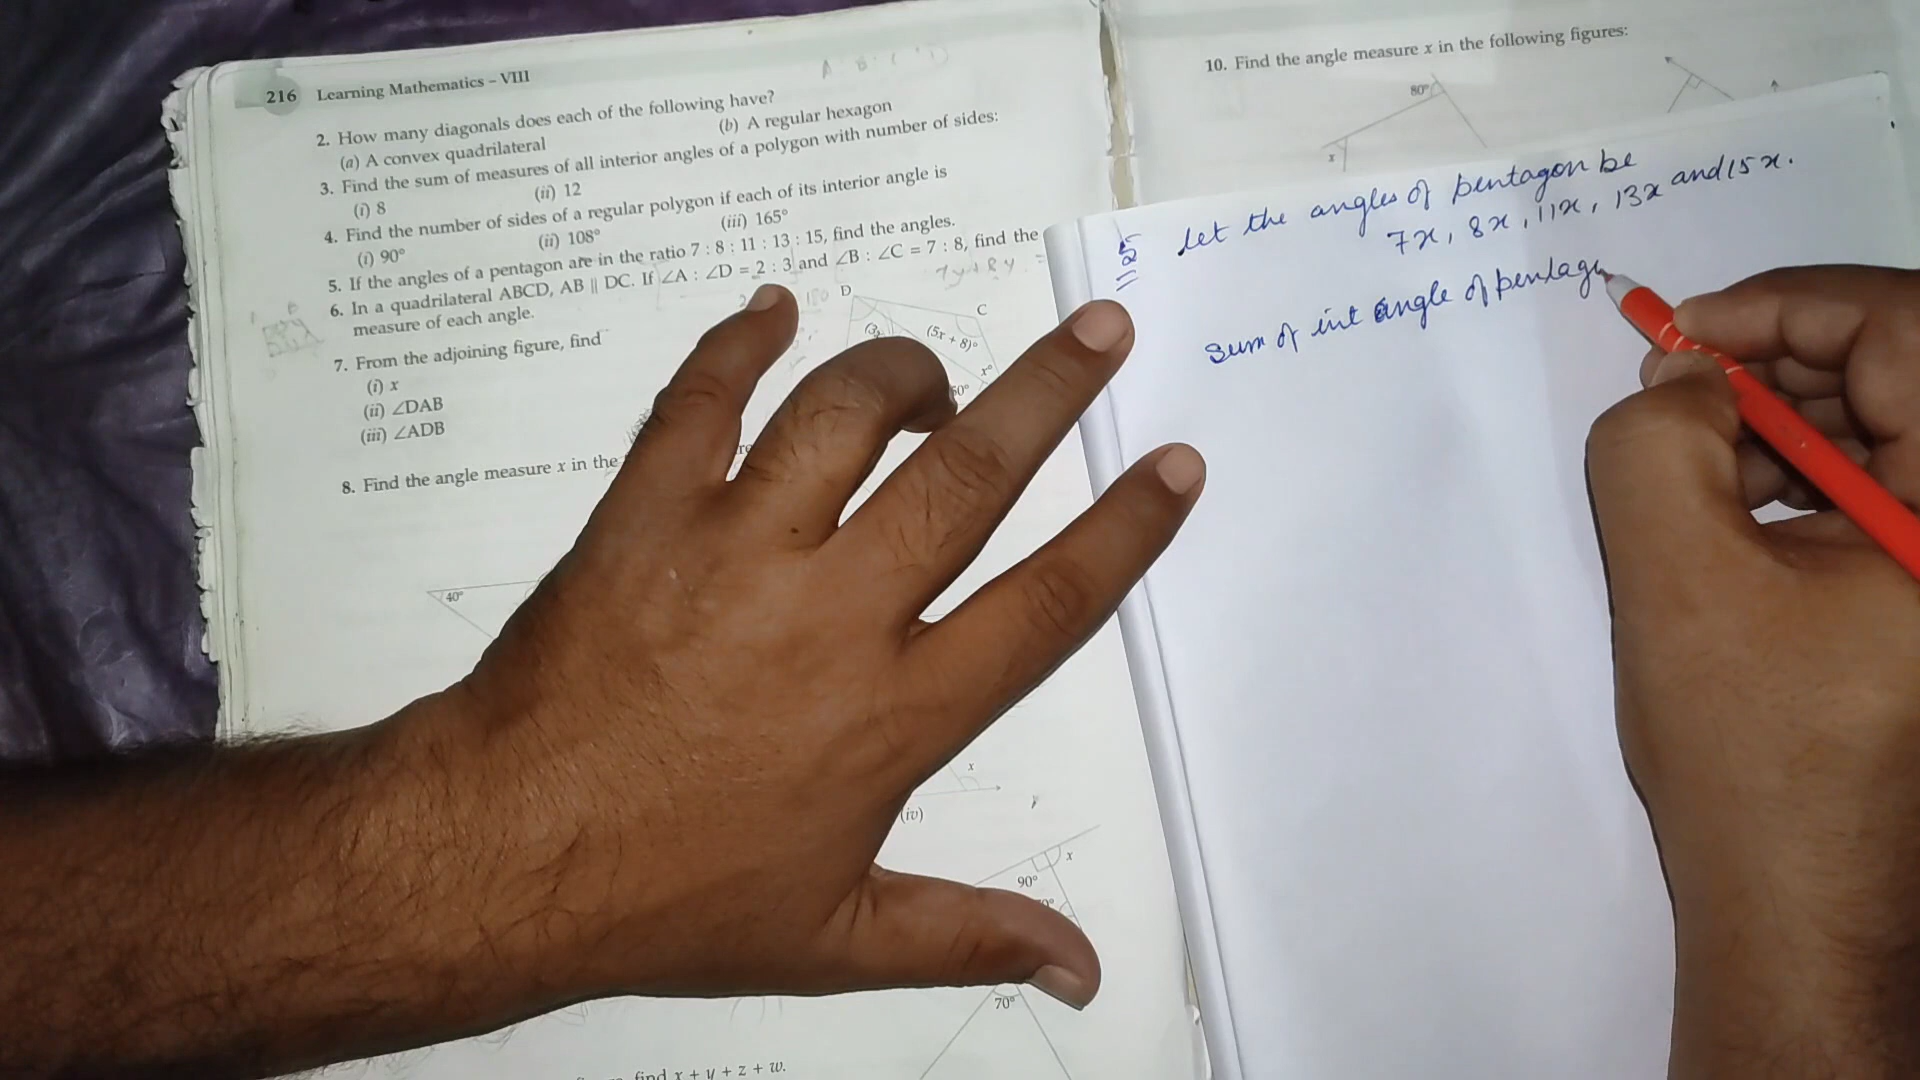 216 Learning Mathematics – VIII
2. How many diagonals does each of the following have?
(a) A convex quadrilateral (b) A regular hexagon
3. Find the sum of measures of all interior angles of a polygon with number of sides:
(i) 8 (ii) 12
4. Find the number of sides of a regular polygon if each of its interior angle is
(i) 90° (ii) 108° (iii) 165°
5. If the angles of a pentagon are in the ratio 7 : 8 : 11 : 13 : 15, find the angles.
6. In a quadrilateral ABCD, AB || DC. If ∠A : ∠D = 2 : 3 and ∠B : ∠C = 7 : 8, find the
measure of each angle.
7. From the adjoining figure, find
(i) x
(ii) ∠DAB
(iii) ∠ADB
D
C
(5x + 8)°
x°
8. Find the angle measure x in the
40°
x
(iv)
90°
x
70°
find x + y + z + w.
10. Find the angle measure x in the following figures:
80°
x
5 Let the angles of pentagon be
7x, 8x, 11x, 13x and 15x.
Sum of int angle of pentago